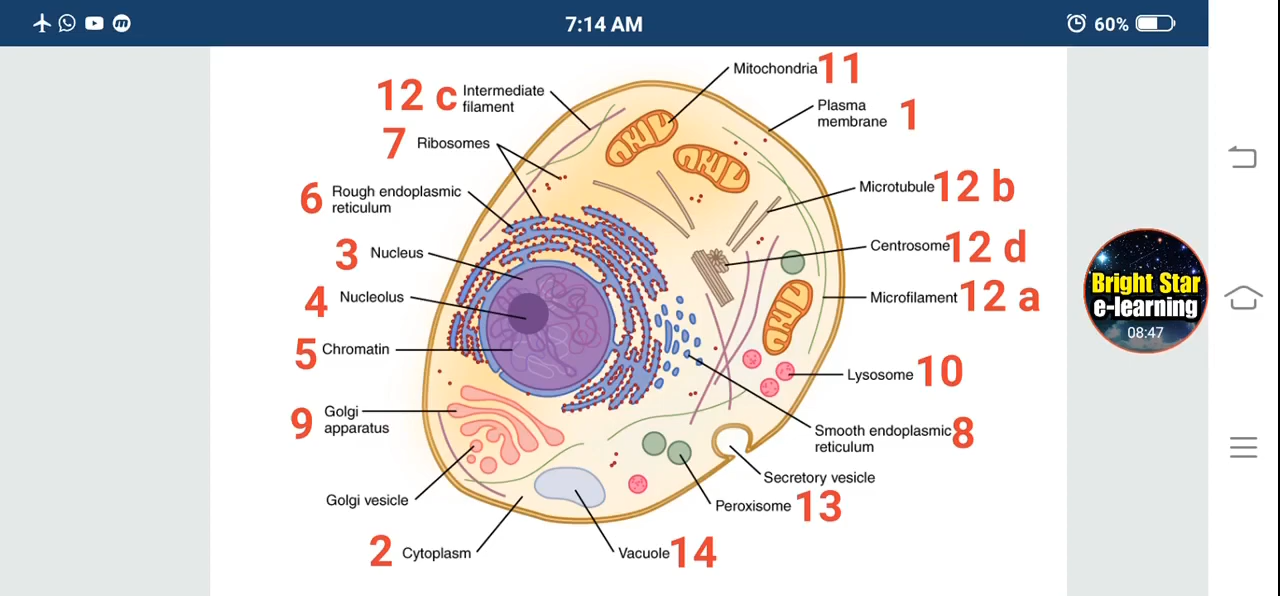 7:14 AM
60%
Mitochondria 11
12 c Intermediate
filament
Plasma
membrane 1
7 Ribosomes
6 Rough endoplasmic
reticulum
Microtubule 12 b
3 Nucleus
Centrosome 12 d
4 Nucleolus
Microfilament 12 a
5 Chromatin
Lysosome 10
9 Golgi
apparatus
Smooth endoplasmic 8
reticulum
Secretory vesicle
Golgi vesicle
Peroxisome 13
2 Cytoplasm
Vacuole 14
Bright Star
e-learning
08:47